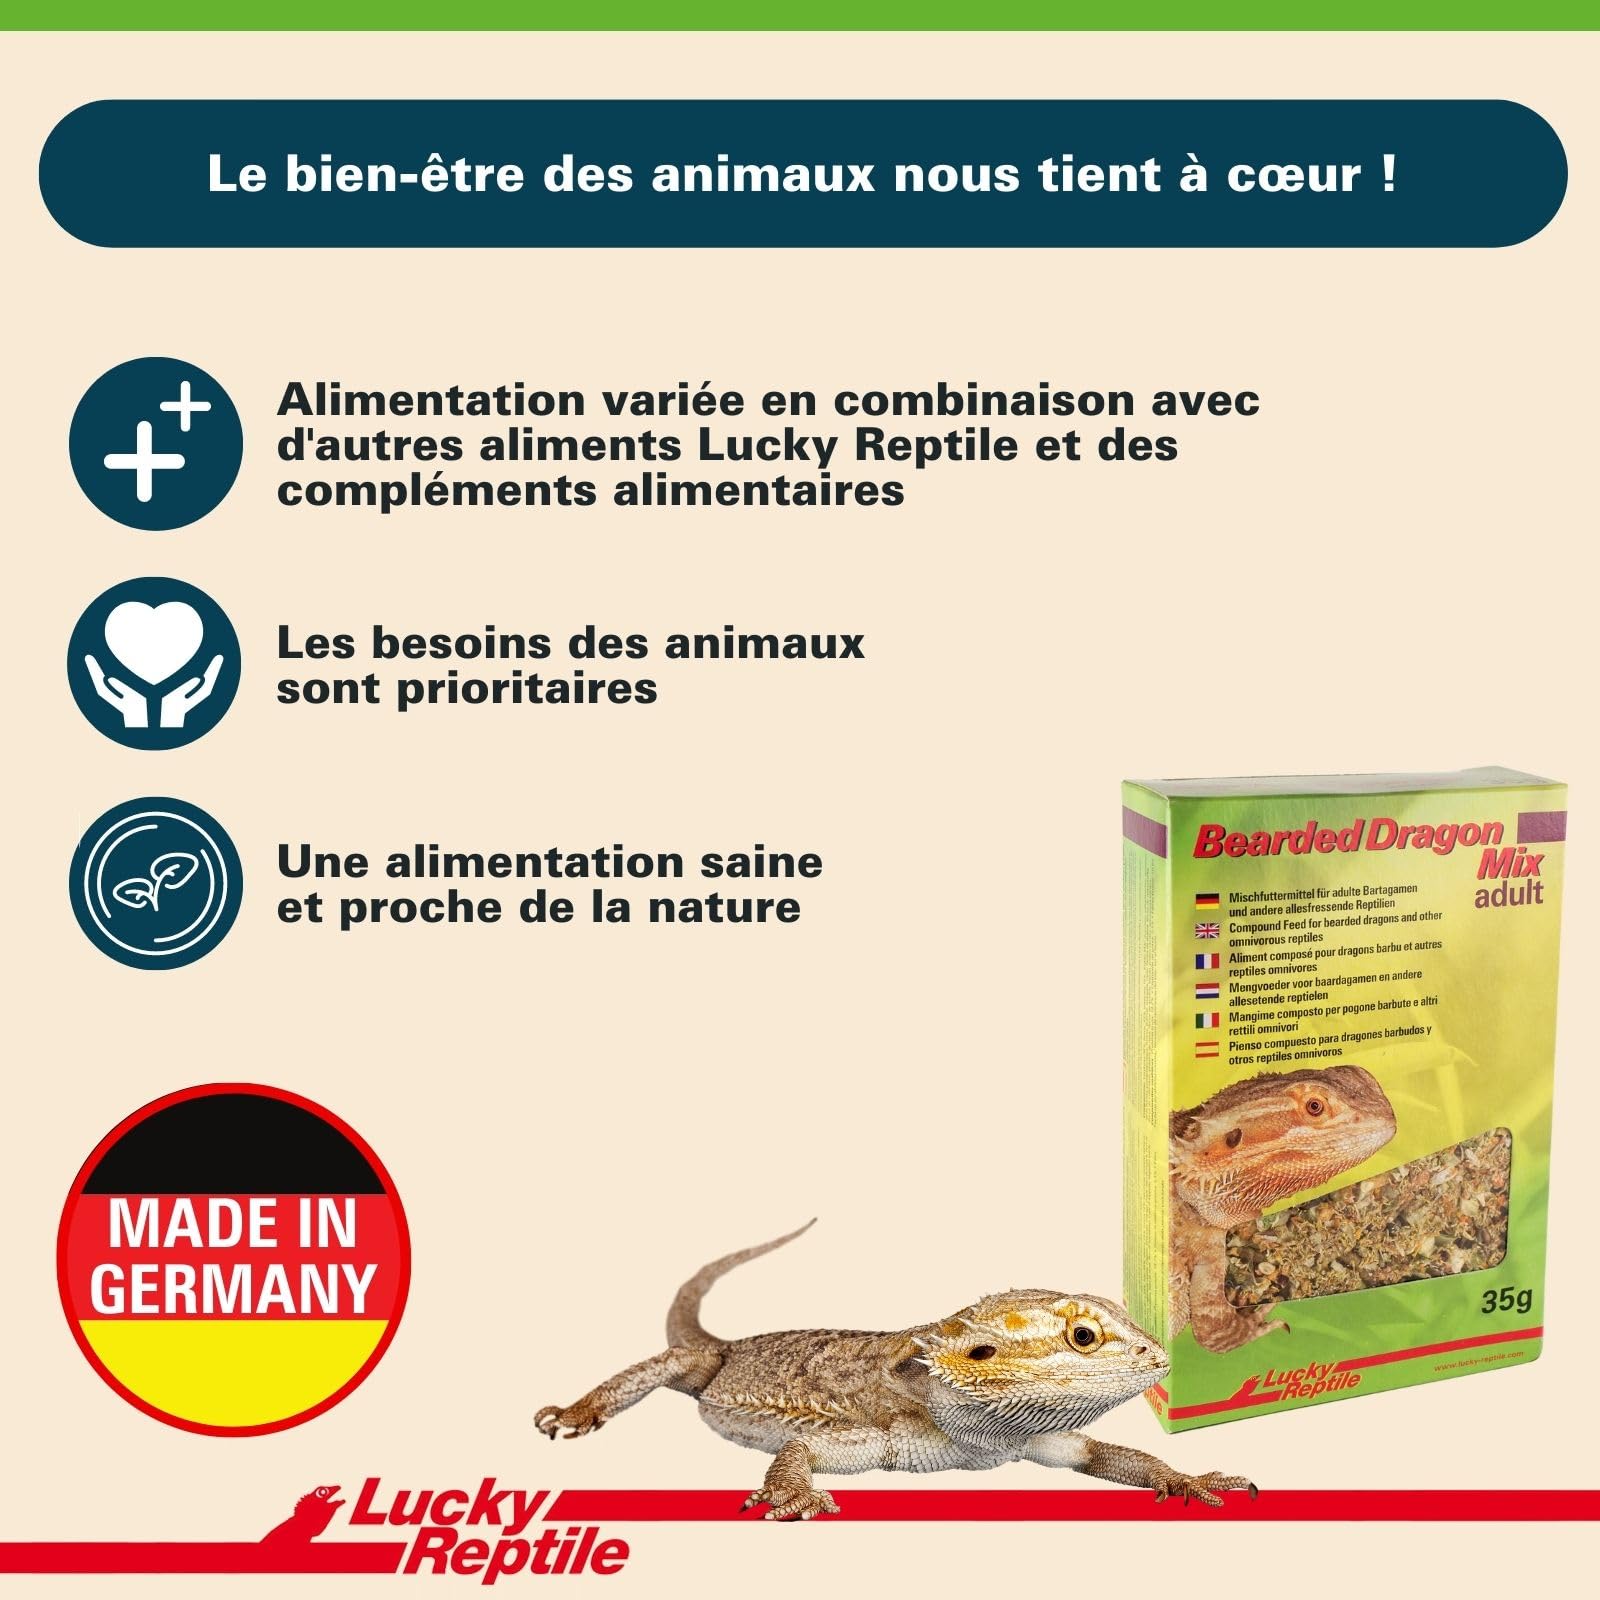 Le bien-être des animaux nous tient à cœur !
Alimentation variée en combinaison avec
d'autres aliments Lucky Reptile et des
compléments alimentaires
Les besoins des animaux
sont prioritaires
Une alimentation saine
et proche de la nature
Bearded Dragon
Mix
adult
Mischfuttermittel für adulte Bartagamen
und andere allesfressende Reptilien
Compound Feed for bearded dragons and other
omnivorous reptiles
Aliment composé pour dragons barbu et autres
reptiles omnivores
Mengvoeder voor baardagamen en andere
allesetende reptielen
Mangime composto per pogone barbute e altri
rettili omnivori
Pienso compuesto para dragones barbudos y
otros reptiles omnívoros
35g
Lucky
Reptile
www.lucky-reptile.com
MADE IN
GERMANY
Lucky
Reptile